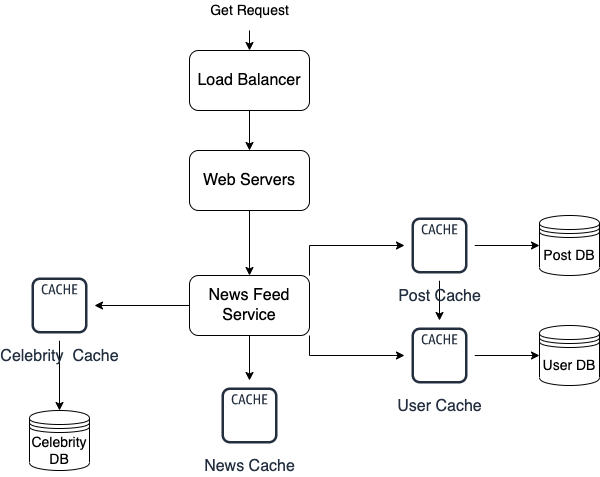 Get Request
Load Balancer
Web Servers
CACHE
Post DB
CACHE
News Feed
Service
Post Cache
Celebrity Cache
CACHE
User DB
CACHE
User Cache
Celebrity
DB
News Cache